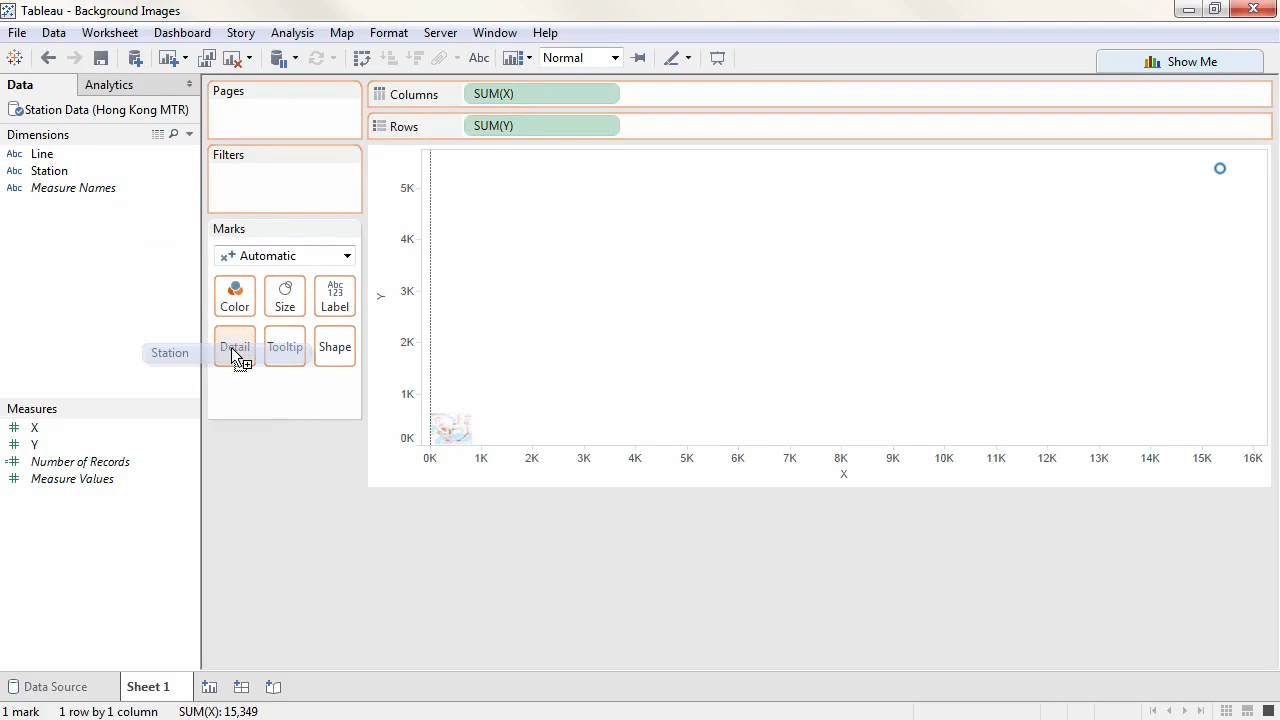 Tableau - Background Images
File Data Worksheet Dashboard Story Analysis Map Format Server Window Help
Abc Normal Show Me
Data Analytics
Station Data (Hong Kong MTR)
Dimensions
Abc Line
Abc Station
Abc Measure Names
Measures
X
Y
Number of Records
Measure Values
Pages
Filters
Marks
Automatic
Color Size Abc 123 Label
Detail Tooltip Shape
Station
Columns SUM(X)
Rows SUM(Y)
5K
4K
3K
2K
1K
0K
Y
0K 1K 2K 3K 4K 5K 6K 7K 8K 9K 10K 11K 12K 13K 14K 15K 16K
X
Data Source Sheet 1
1 mark 1 row by 1 column SUM(X): 15,349